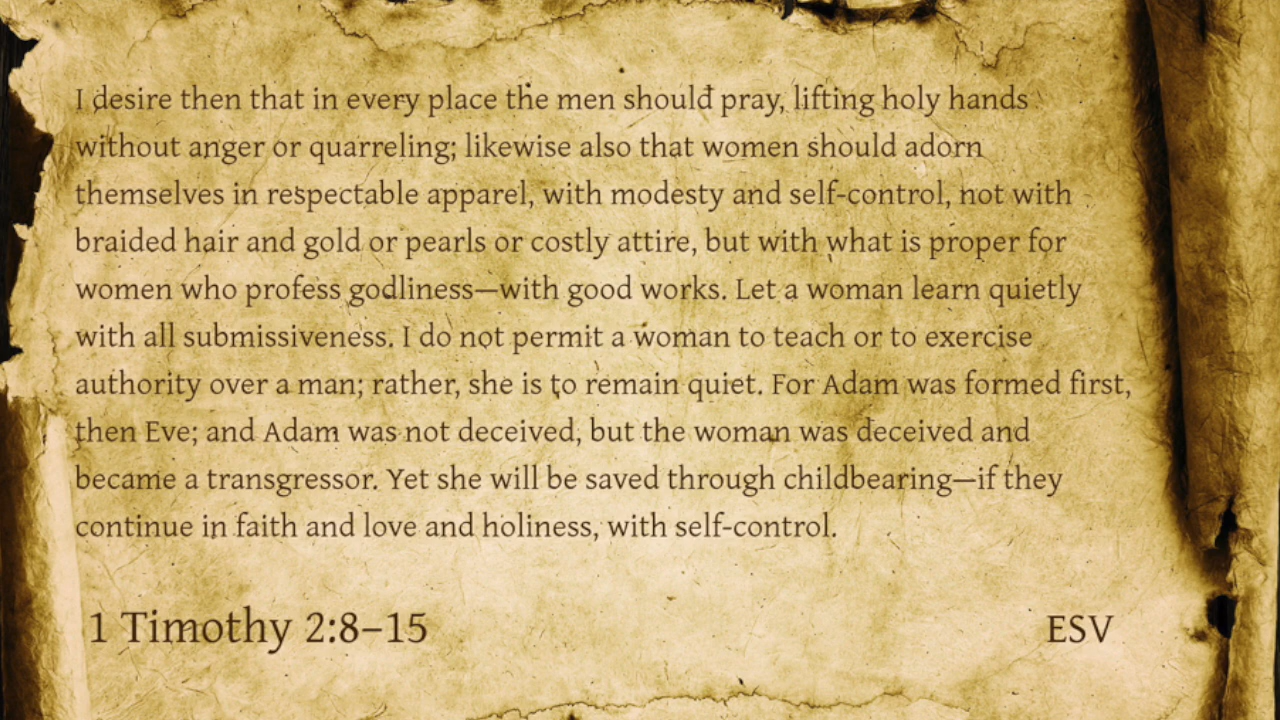 I desire then that in every place the men should pray, lifting holy hands
without anger or quarreling; likewise also that women should adorn
themselves in respectable apparel, with modesty and self-control, not with
braided hair and gold or pearls or costly attire, but with what is proper for
women who profess godliness—with good works. Let a woman learn quietly
with all submissiveness. I do not permit a woman to teach or to exercise
authority over a man; rather, she is to remain quiet. For Adam was formed first,
then Eve; and Adam was not deceived, but the woman was deceived and
became a transgressor. Yet she will be saved through childbearing—if they
continue in faith and love and holiness, with self-control.
1 Timothy 2:8–15 ESV